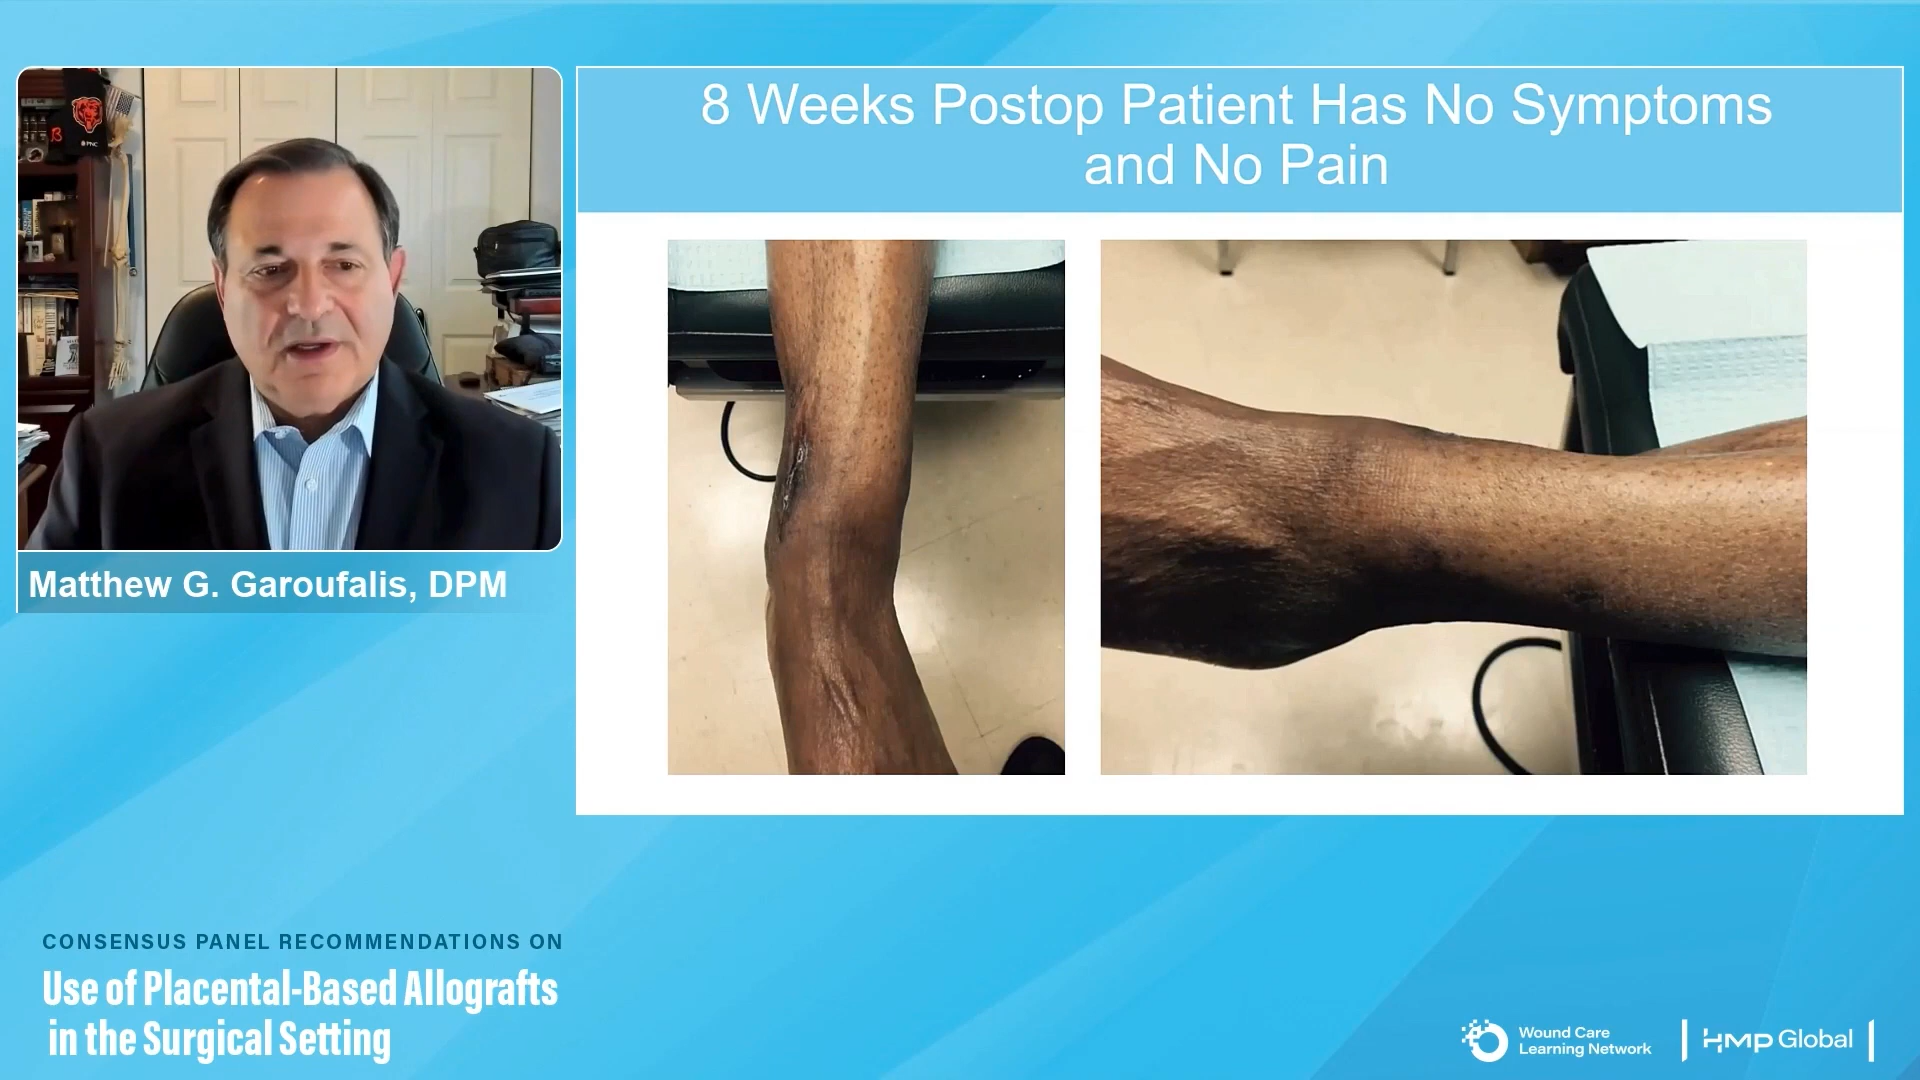 8 Weeks Postop Patient Has No Symptoms
and No Pain
PNC
Matthew G. Garoufalis, DPM
CONSENSUS PANEL RECOMMENDATIONS ON
Use of Placental-Based Allografts
in the Surgical Setting
Wound Care
Learning Network
HMP Global